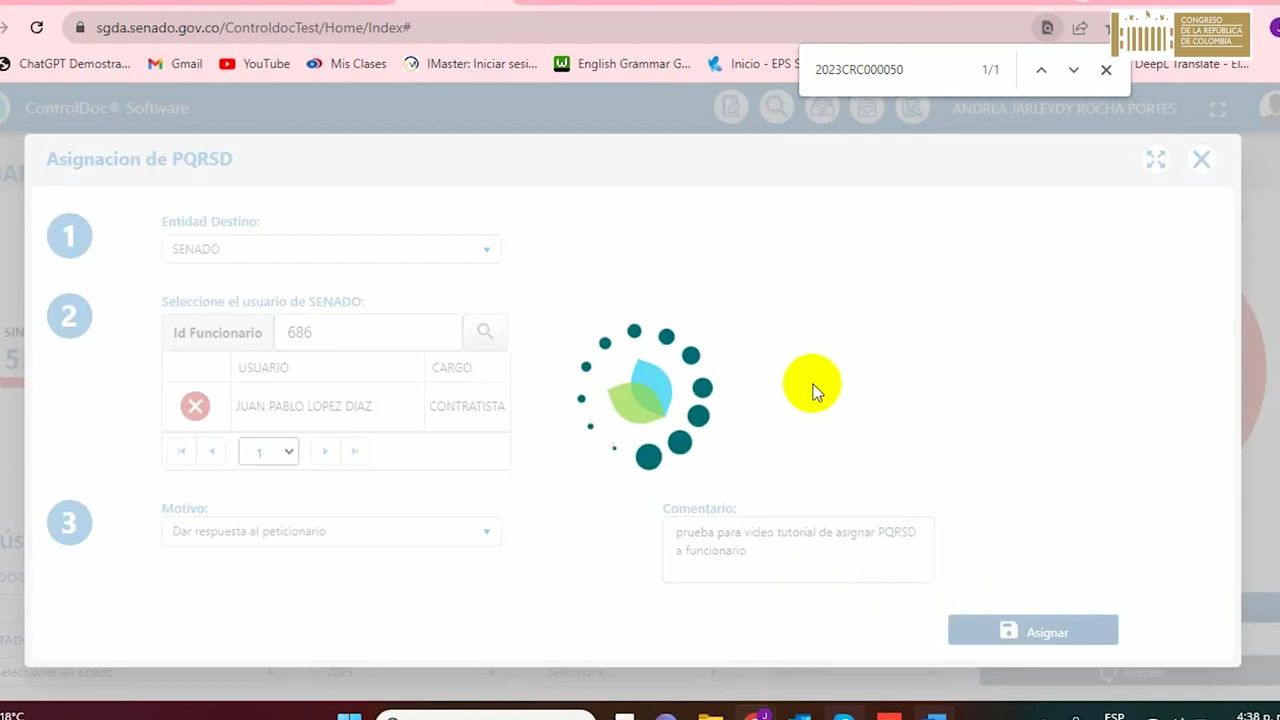 sgda.senado.gov.co/ControldocTest/Home/Index#
CONGRESO
DE LA REPÚBLICA
DE COLOMBIA
ChatGPT Demostra...
Gmail
YouTube
Mis Clases
IMaster: Iniciar sesi...
English Grammar G...
Inicio - EPS S
2023CRC000050
1/1
DeepL Translate - El...
ControlDoc® Software
ANDREA JARLEYDY ROCHA PORTES
Asignacion de PQRSD
1
Entidad Destino:
SENADO
2
Seleccione el usuario de SENADO:
Id Funcionario
686
USUARIO
CARGO
JUAN PABLO LOPEZ DIAZ
CONTRATISTA
1
3
Motivo:
Dar respuesta al peticionario
Comentario:
prueba para video tutorial de asignar PQRSD
a funcionario
Asignar
2023
Seleccione
18°C
ESP